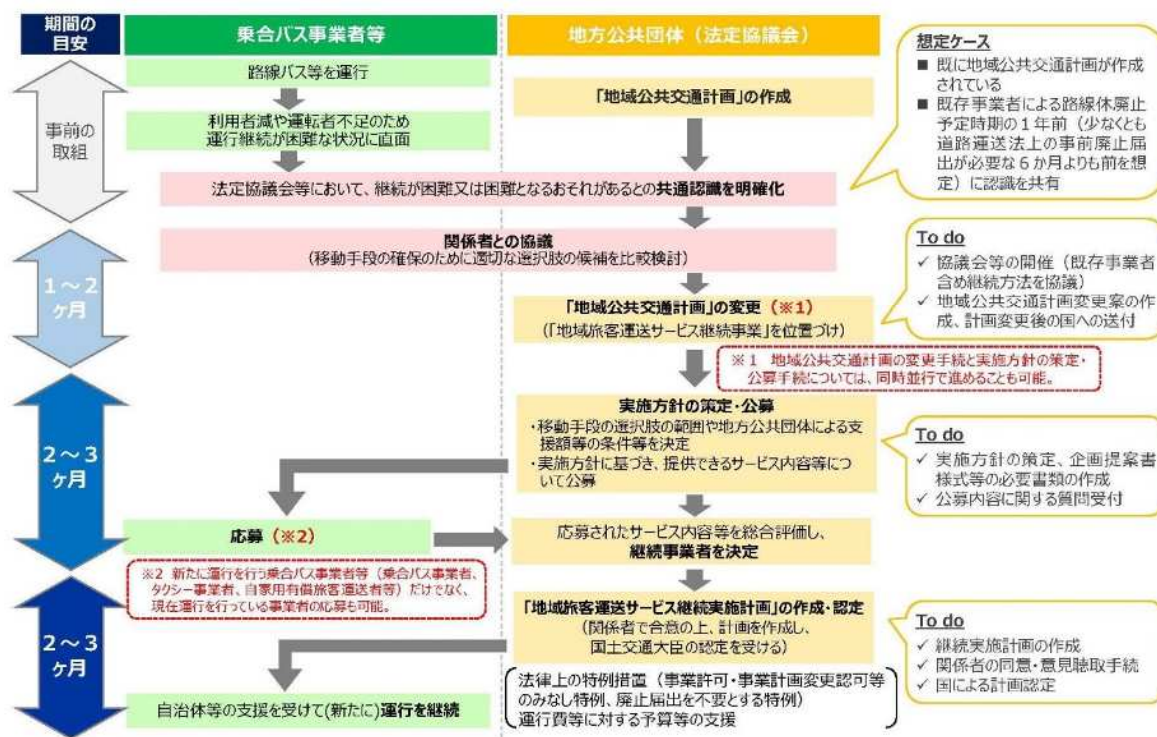 期間の
目安
乗合バス事業者等
地方公共団体（法定協議会）
事前の
取組
路線バス等を運行
利用者減や運転者不足のため
運行継続が困難な状況に直面
「地域公共交通計画」の作成
法定協議会等において、継続が困難又は困難となるおそれがあるとの共通認識を明確化
想定ケース
■ 既に地域公共交通計画が作成
されている
■ 既存事業者による路線休廃止
予定時期の１年前（少なくとも
道路運送法上の事前廃止届
出が必要な６か月よりも前を想
定）に認識を共有
１～２
ヶ月
関係者との協議
（移動手段の確保のために適切な選択肢の候補を比較検討）
「地域公共交通計画」の変更（※１）
（「地域旅客運送サービス継続事業」を位置づけ）
To do
✓ 協議会等の開催（既存事業者
含め継続方法を協議）
✓ 地域公共交通計画変更案の作
成、計画変更後の国への送付
※１ 地域公共交通計画の変更手続と実施方針の策定・
公募手続については、同時並行で進めることも可能。
２～３
ヶ月
実施方針の策定・公募
・移動手段の選択肢の範囲や地方公共団体による支
援額等の条件等を決定
・実施方針に基づき、提供できるサービス内容等につ
いて公募
To do
✓ 実施方針の策定、企画提案書
様式等の必要書類の作成
✓ 公募内容に関する質問受付
応募（※２）
応募されたサービス内容等を総合評価し、
継続事業者を決定
※２ 新たに運行を行う乗合バス事業者等（乗合バス事業者、
タクシー事業者、自家用有償旅客運送者等）だけでなく、
現在運行を行っている事業者の応募も可能。
２～３
ヶ月
「地域旅客運送サービス継続実施計画」の作成・認定
（関係者で合意の上、計画を作成し、
国土交通大臣の認定を受ける）
To do
✓ 継続実施計画の作成
✓ 関係者の同意・意見聴取手続
✓ 国による計画認定
自治体等の支援を受けて(新たに)運行を継続
法律上の特例措置（事業許可・事業計画変更認可等
のみなし特例、廃止届出を不要とする特例）
運行費等に対する予算等の支援